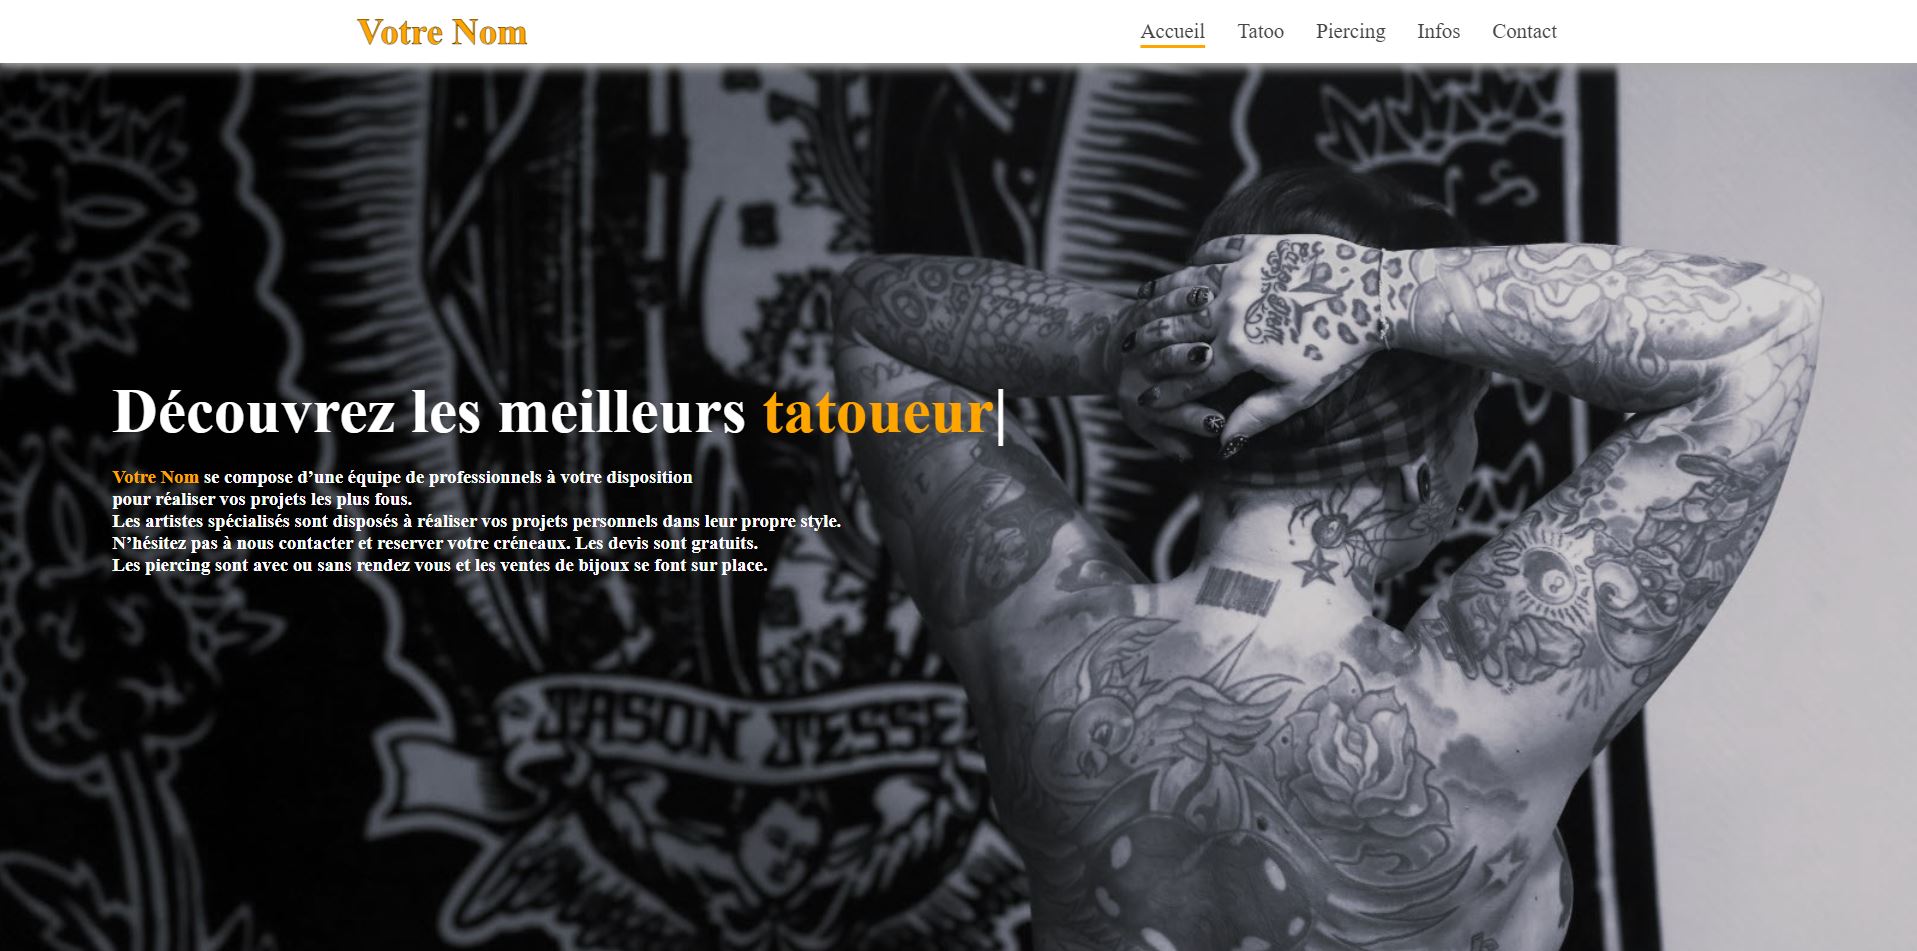 Votre Nom
Accueil Tatoo Piercing Infos Contact
Découvrez les meilleurs tatoueur|
Votre Nom se compose d’une équipe de professionnels à votre disposition
pour réaliser vos projets les plus fous.
Les artistes spécialisés sont disposés à réaliser vos projets personnels dans leur propre style.
N’hésitez pas à nous contacter et reserver votre créneaux. Les devis sont gratuits.
Les piercing sont avec ou sans rendez vous et les ventes de bijoux se font sur place.
JASON JESSE